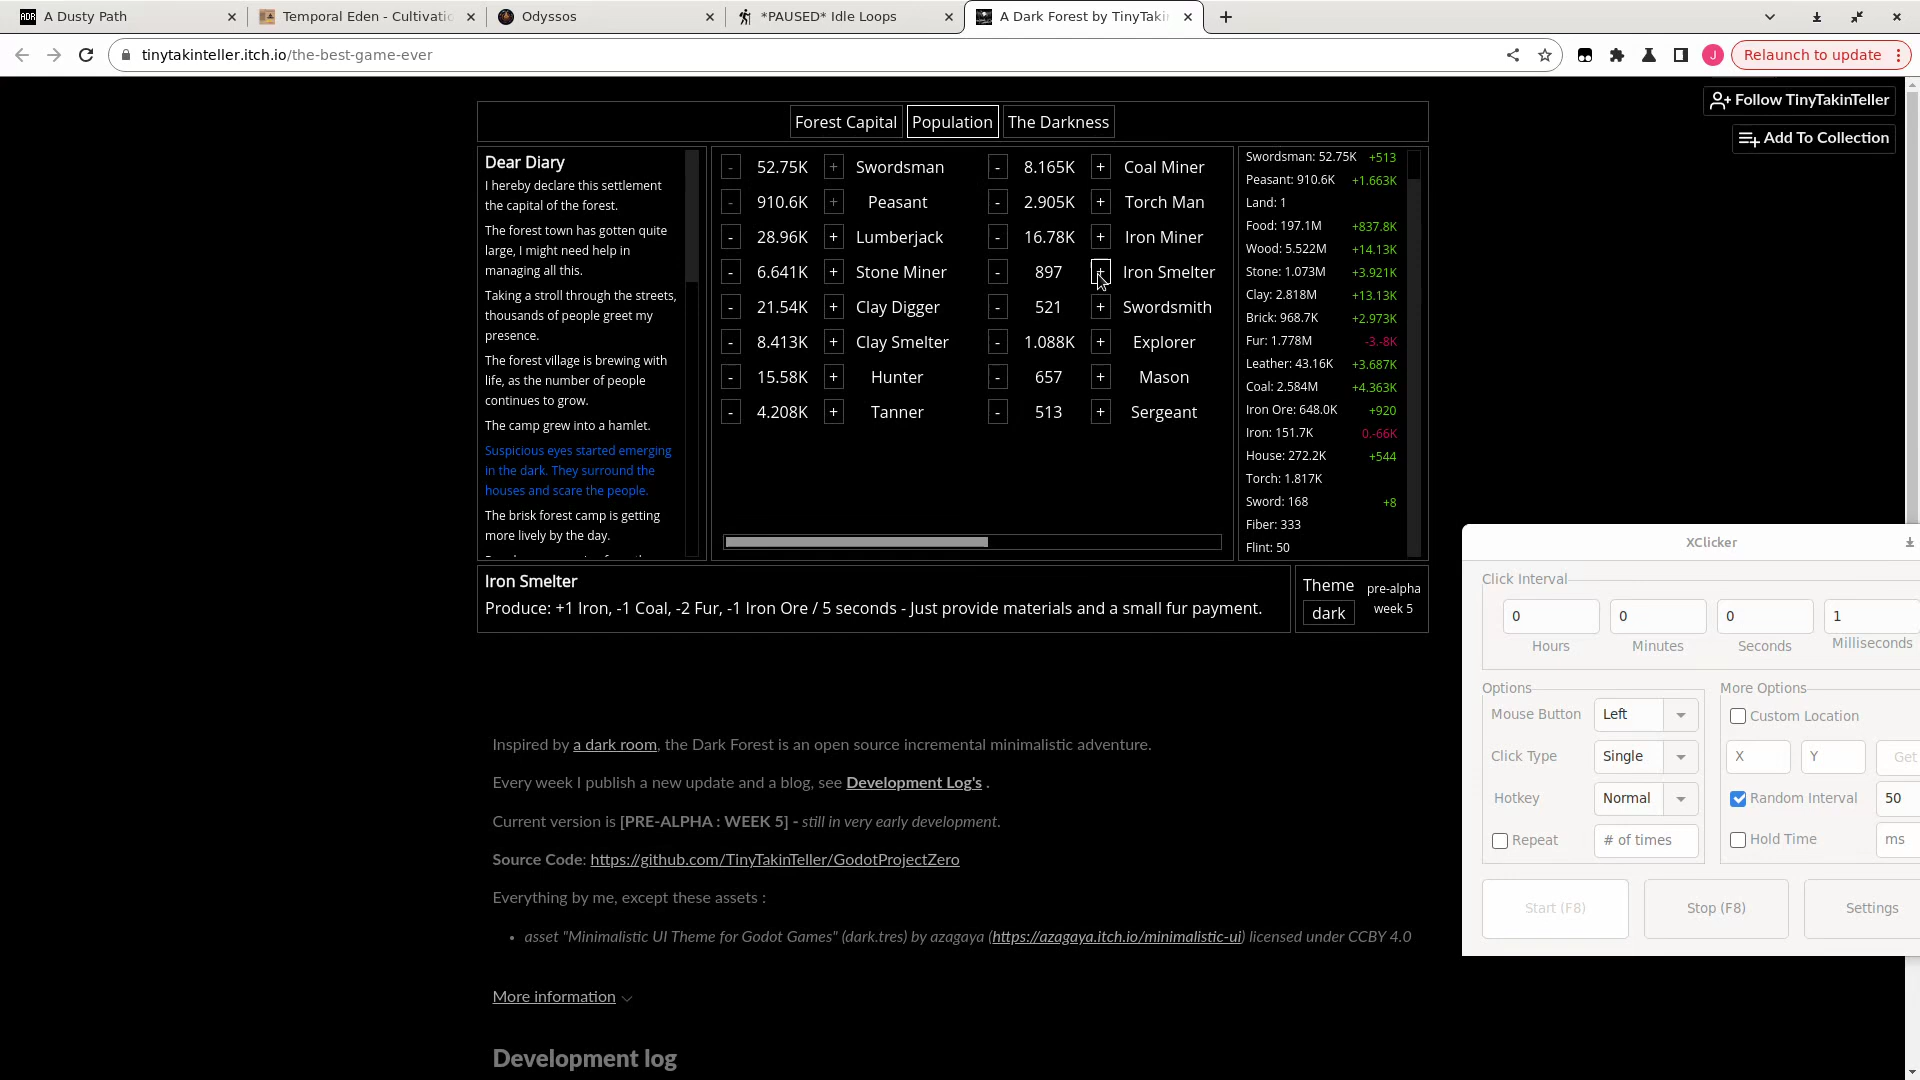 A Dusty Path
Temporal Eden - Cultivatio
Odyssos
*PAUSED* Idle Loops
A Dark Forest by TinyTakin
tinytakinteller.itch.io/the-best-game-ever
J
Relaunch to update
Follow TinyTakinTeller
Add To Collection
Forest Capital
Population
The Darkness
Dear Diary
I hereby declare this settlement
the capital of the forest.
The forest town has gotten quite
large, I might need help in
managing all this.
Taking a stroll through the streets,
thousands of people greet my
presence.
The forest village is brewing with
life, as the number of people
continues to grow.
The camp grew into a hamlet.
Suspicious eyes started emerging
in the dark. They surround the
houses and scare the people.
The brisk forest camp is getting
more lively by the day.
- 52.75K + Swordsman
- 910.6K + Peasant
- 28.96K + Lumberjack
- 6.641K + Stone Miner
- 21.54K + Clay Digger
- 8.413K + Clay Smelter
- 15.58K + Hunter
- 4.208K + Tanner
- 8.165K + Coal Miner
- 2.905K + Torch Man
- 16.78K + Iron Miner
- 897 + Iron Smelter
- 521 + Swordsmith
- 1.088K + Explorer
- 657 + Mason
- 513 + Sergeant
Swordsman: 52.75K +513
Peasant: 910.6K +1.663K
Land: 1
Food: 197.1M +837.8K
Wood: 5.522M +14.13K
Stone: 1.073M +3.921K
Clay: 2.818M +13.13K
Brick: 968.7K +2.973K
Fur: 1.778M -3.-8K
Leather: 43.16K +3.687K
Coal: 2.584M +4.363K
Iron Ore: 648.0K +920
Iron: 151.7K 0.-66K
House: 272.2K +544
Torch: 1.817K
Sword: 168 +8
Fiber: 333
Flint: 50
Iron Smelter
Produce: +1 Iron, -1 Coal, -2 Fur, -1 Iron Ore / 5 seconds - Just provide materials and a small fur payment.
Theme
dark
pre-alpha
week 5
Inspired by a dark room, the Dark Forest is an open source incremental minimalistic adventure.
Every week I publish a new update and a blog, see Development Log's .
Current version is [PRE-ALPHA : WEEK 5] - still in very early development.
Source Code: https://github.com/TinyTakinTeller/GodotProjectZero
Everything by me, except these assets :
• asset "Minimalistic UI Theme for Godot Games" (dark.tres) by azagaya (https://azagaya.itch.io/minimalistic-ui) licensed under CCBY 4.0
More information
Development log
XClicker
Click Interval
0 0 0 1
Hours Minutes Seconds Milliseconds
Options
Mouse Button Left
Click Type Single
Hotkey Normal
Repeat # of times
More Options
Custom Location
X Y Get
Random Interval 50
Hold Time ms
Start (F8)
Stop (F8)
Settings